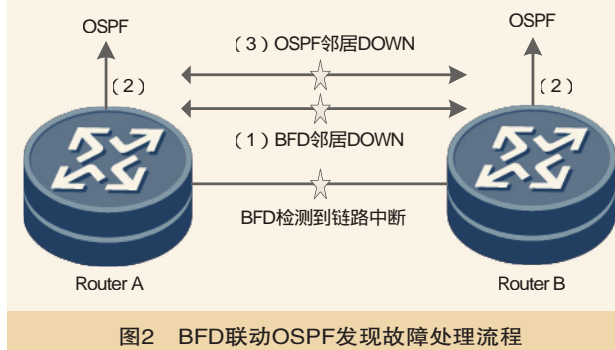 OSPF
OSPF
（3）OSPF邻居DOWN
（2）
（2）
（1）BFD邻居DOWN
BFD检测到链路中断
Router A
Router B
图2 BFD联动OSPF发现故障处理流程